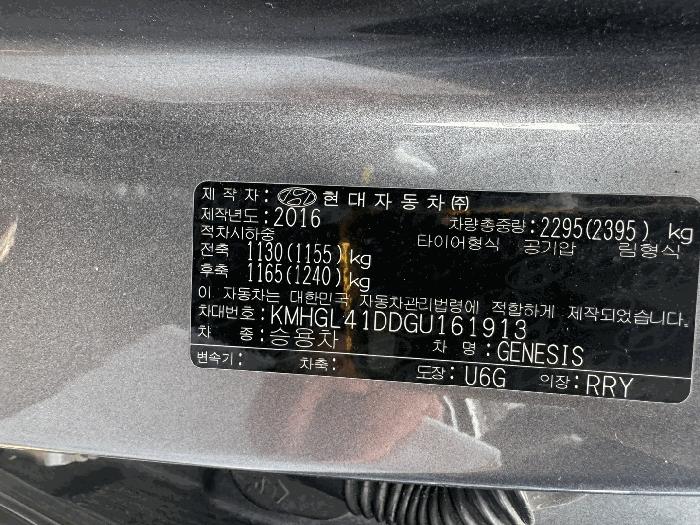 제 작 자 : 현대자동차㈜
제작년도 : 2016 차량총중량 : 2295(2395) kg
적차시하중 타이어형식 공기압 림형식
전축 1130(1155)kg
후축 1165(1240)kg
이 자동차는 대한민국 자동차관리법령에 적합하게 제작되었습니다.
차대번호 : KMHGL41DDGU161913
차 종 : 승용차 차 명 : GENESIS
변속기 : 차축 : 도장 : U6G 의장 : RRY